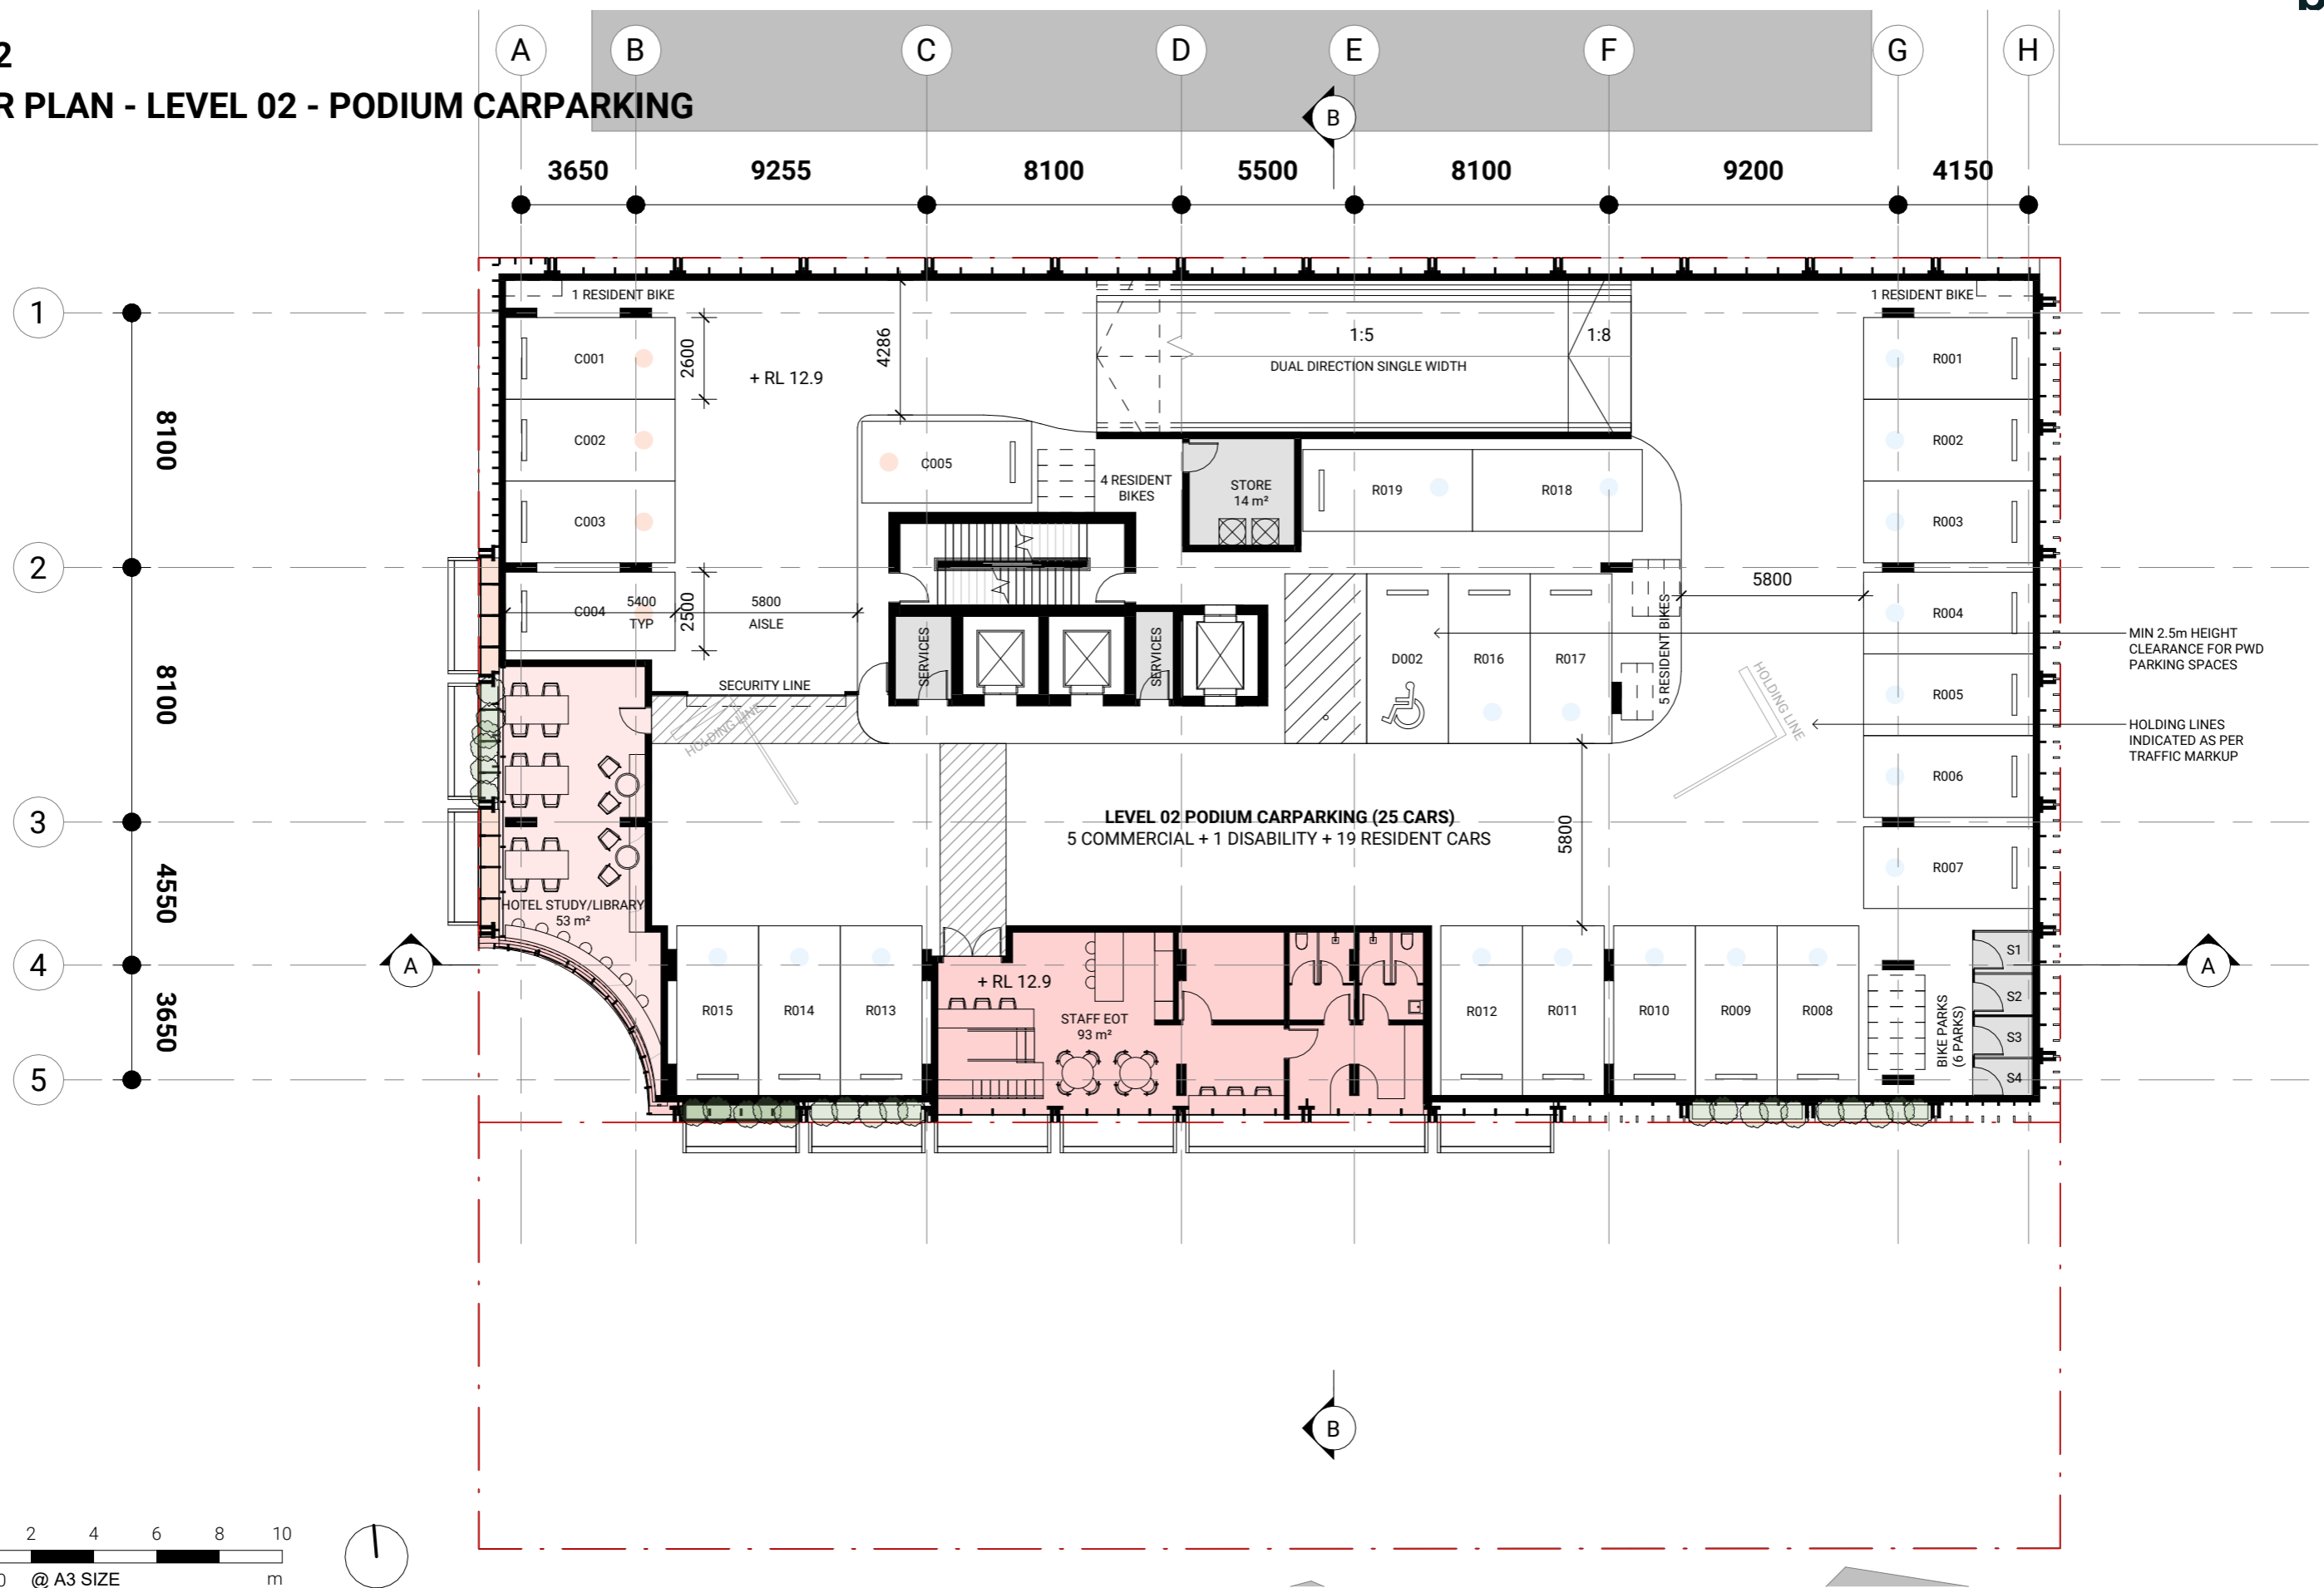 b
2
R PLAN - LEVEL 02 - PODIUM CARPARKING
A B C D E F G H
B
3650 9255 8100 5500 8100 9200 4150
1 RESIDENT BIKE
1 RESIDENT BIKE
1
2
3
4
5
8100
8100
4550
3650
C001
C002
C003
C004
2600
2500
5400
TYP
5800
AISLE
+ RL 12.9
4286
1:5
1:8
DUAL DIRECTION SINGLE WIDTH
C005
4 RESIDENT
BIKES
STORE
14 m²
R019
R018
R001
R002
R003
R004
R005
R006
R007
5800
5 RESIDENT BIKES
SERVICES
SERVICES
D002
R016
R017
SECURITY LINE
HOLDING LINE
HOLDING LINE
MIN 2.5m HEIGHT
CLEARANCE FOR PWD
PARKING SPACES
HOLDING LINES
INDICATED AS PER
TRAFFIC MARKUP
LEVEL 02 PODIUM CARPARKING (25 CARS)
5 COMMERCIAL + 1 DISABILITY + 19 RESIDENT CARS
5800
HOTEL STUDY/LIBRARY
53 m²
A
A
+ RL 12.9
STAFF EOT
93 m²
R015
R014
R013
R012
R011
R010
R009
R008
BIKE PARKS
(6 PARKS)
S1
S2
S3
S4
B
2 4 6 8 10
0 @ A3 SIZE m